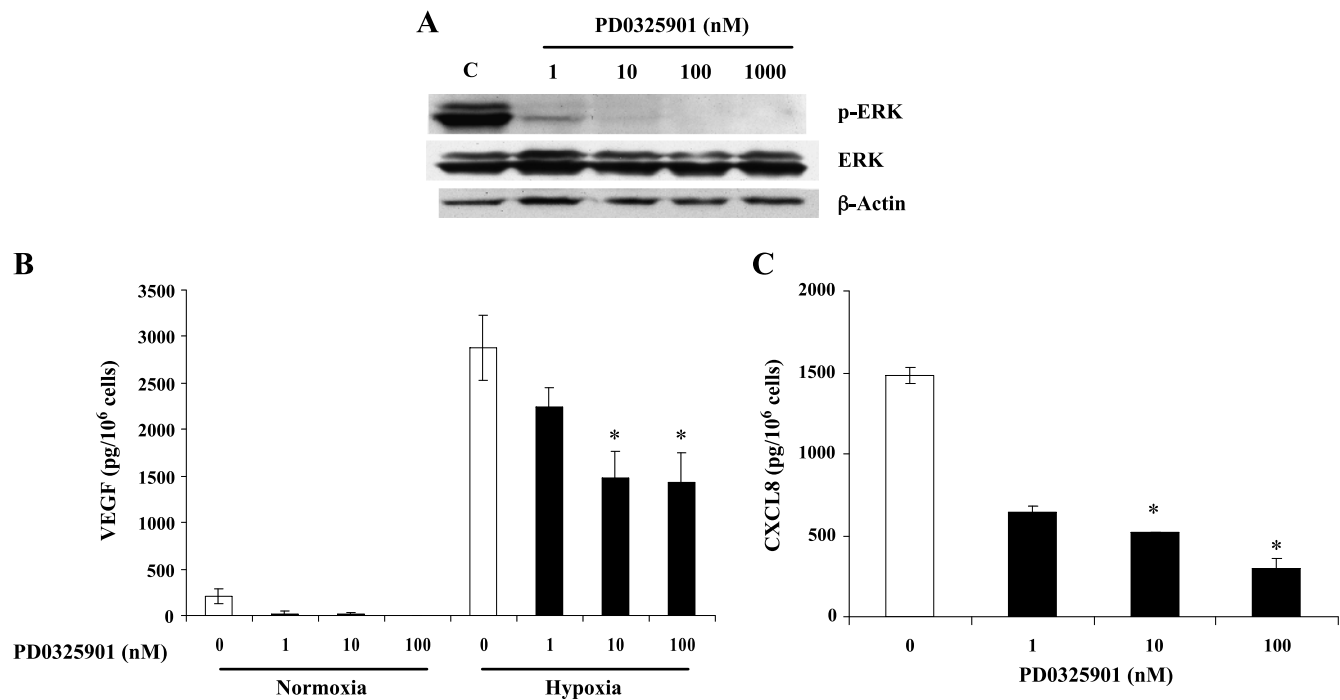 A
PD0325901 (nM)
C 1 10 100 1000
p-ERK
ERK
β-Actin
B
VEGF (pg/10⁶ cells)
3500
3000
2500
2000
1500
1000
500
0
* *
PD0325901 (nM) 0 1 10 100 0 1 10 100
Normoxia Hypoxia
C
CXCL8 (pg/10⁶ cells)
2000
1500
1000
500
0
* *
0 1 10 100
PD0325901 (nM)